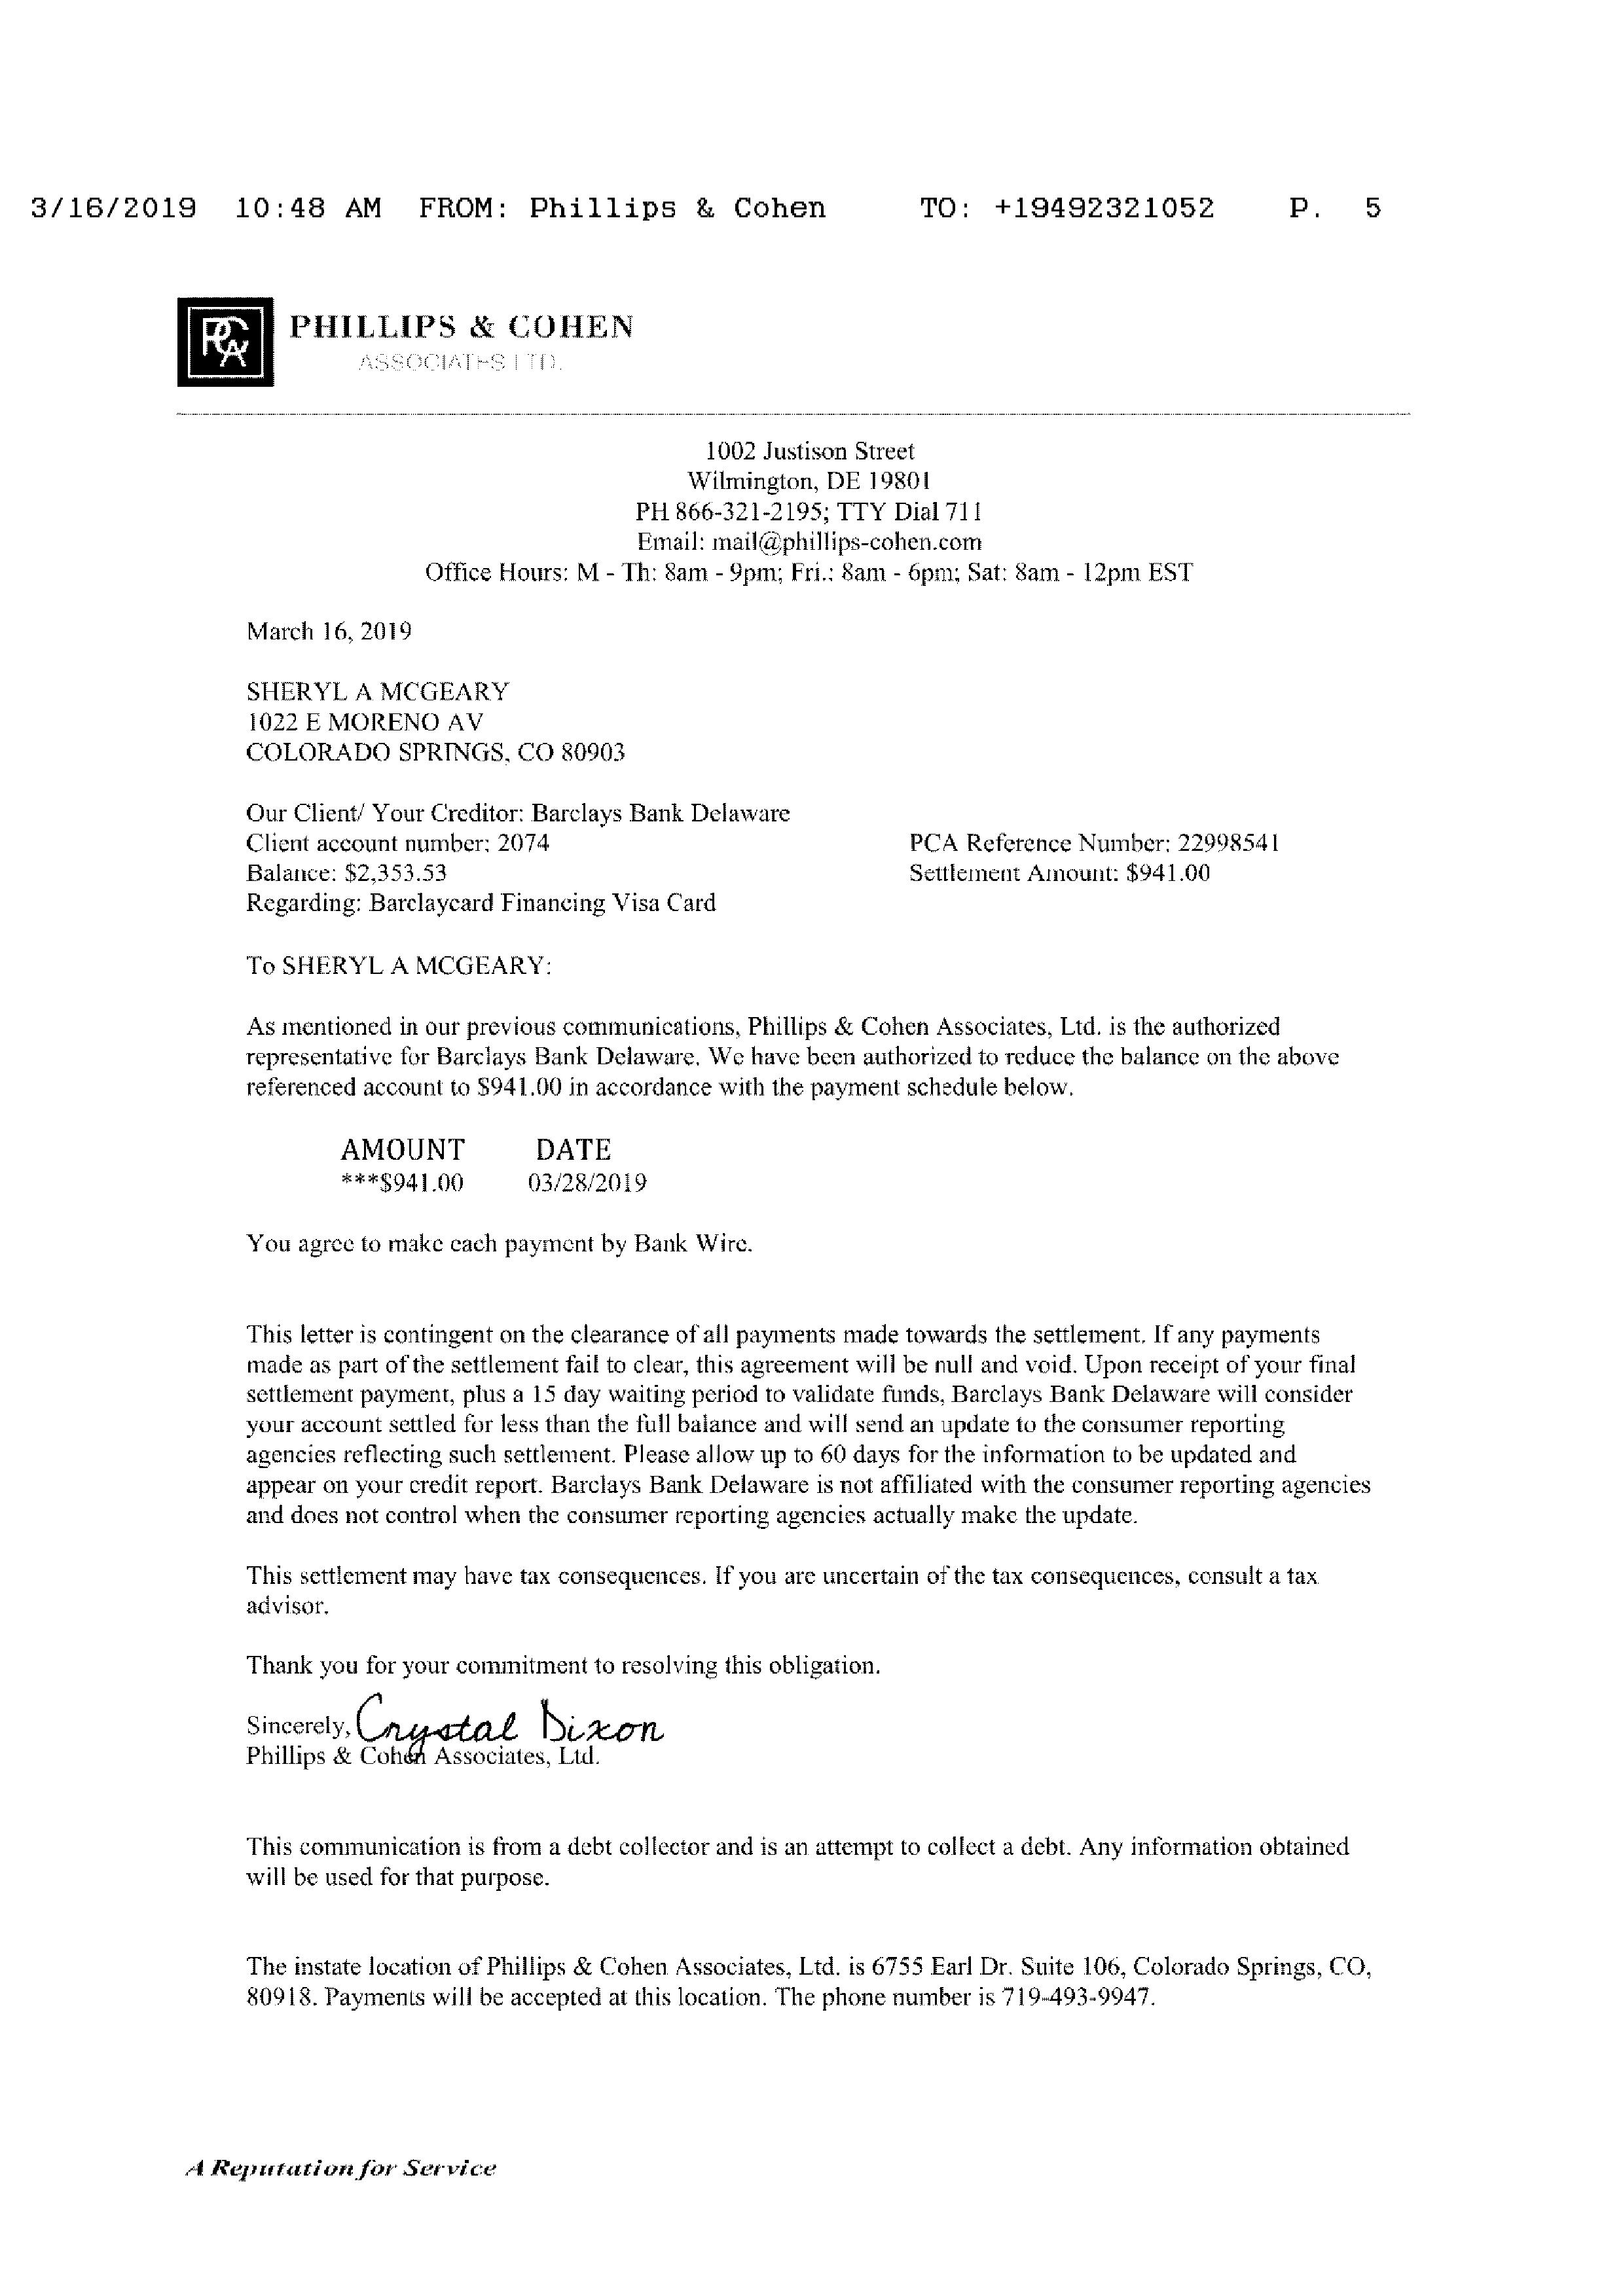 3/16/2019 10:48 AM FROM: Phillips & Cohen TO: +19492321052 P. 5
PCA
PHILLIPS & COHEN
ASSOCIATES LTD.
1002 Justison Street
Wilmington, DE 19801
PH 866-321-2195; TTY Dial 711
Email: mail@phillips-cohen.com
Office Hours: M - Th: 8am - 9pm; Fri.: 8am - 6pm; Sat: 8am - 12pm EST
March 16, 2019
SHERYL A MCGEARY
1022 E MORENO AV
COLORADO SPRINGS, CO 80903
Our Client/ Your Creditor: Barclays Bank Delaware
Client account number: 2074 PCA Reference Number: 22998541
Balance: $2,353.53 Settlement Amount: $941.00
Regarding: Barclaycard Financing Visa Card
To SHERYL A MCGEARY:
As mentioned in our previous communications, Phillips & Cohen Associates, Ltd. is the authorized
representative for Barclays Bank Delaware. We have been authorized to reduce the balance on the above
referenced account to $941.00 in accordance with the payment schedule below.
AMOUNT DATE
***$941.00 03/28/2019
You agree to make each payment by Bank Wire.
This letter is contingent on the clearance of all payments made towards the settlement. If any payments
made as part of the settlement fail to clear, this agreement will be null and void. Upon receipt of your final
settlement payment, plus a 15 day waiting period to validate funds, Barclays Bank Delaware will consider
your account settled for less than the full balance and will send an update to the consumer reporting
agencies reflecting such settlement. Please allow up to 60 days for the information to be updated and
appear on your credit report. Barclays Bank Delaware is not affiliated with the consumer reporting agencies
and does not control when the consumer reporting agencies actually make the update.
This settlement may have tax consequences. If you are uncertain of the tax consequences, consult a tax
advisor.
Thank you for your commitment to resolving this obligation.
Sincerely, Crystal Dixon
Phillips & Cohen Associates, Ltd.
This communication is from a debt collector and is an attempt to collect a debt. Any information obtained
will be used for that purpose.
The instate location of Phillips & Cohen Associates, Ltd. is 6755 Earl Dr. Suite 106, Colorado Springs, CO,
80918. Payments will be accepted at this location. The phone number is 719-493-9947.
A Reputation for Service